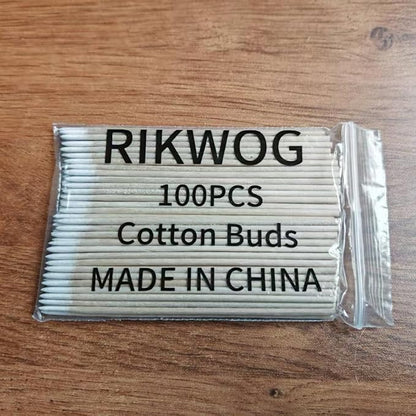 RIKWOG
100PCS
Cotton Buds
MADE IN CHINA